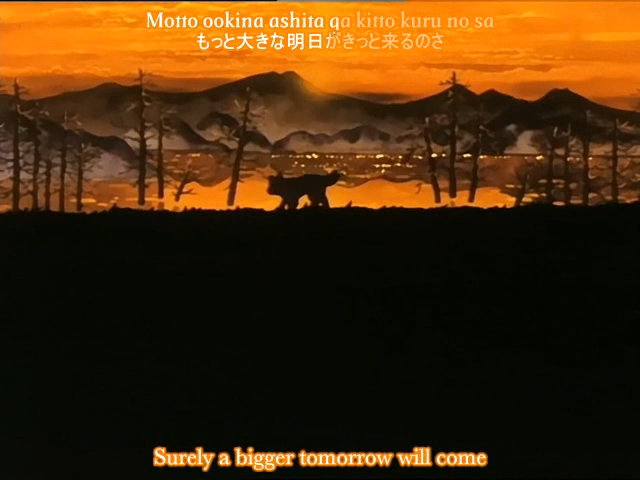 Motto ookina ashita qa kitto kuru no sa
もっと大きな明日がきっと来るのさ
Surely a bigger tomorrow will come